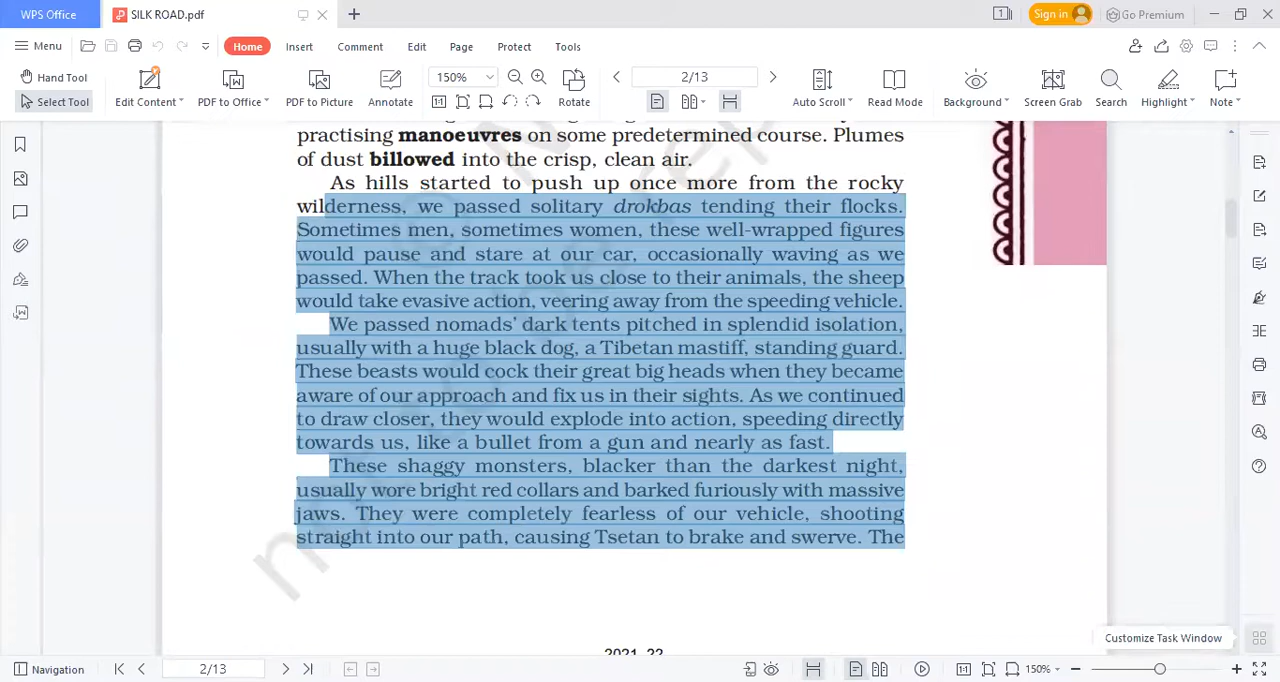 WPS Office
SILK ROAD.pdf
1
Sign in
Go Premium
Menu
Home
Insert
Comment
Edit
Page
Protect
Tools
Hand Tool
Select Tool
Edit Content
PDF to Office
PDF to Picture
Annotate
150%
Rotate
2/13
Auto Scroll
Read Mode
Background
Screen Grab
Search
Highlight
Note
practising manoeuvres on some predetermined course. Plumes
of dust billowed into the crisp, clean air.
As hills started to push up once more from the rocky
wilderness, we passed solitary drokbas tending their flocks.
Sometimes men, sometimes women, these well-wrapped figures
would pause and stare at our car, occasionally waving as we
passed. When the track took us close to their animals, the sheep
would take evasive action, veering away from the speeding vehicle.
We passed nomads' dark tents pitched in splendid isolation,
usually with a huge black dog, a Tibetan mastiff, standing guard.
These beasts would cock their great big heads when they became
aware of our approach and fix us in their sights. As we continued
to draw closer, they would explode into action, speeding directly
towards us, like a bullet from a gun and nearly as fast.
These shaggy monsters, blacker than the darkest night,
usually wore bright red collars and barked furiously with massive
jaws. They were completely fearless of our vehicle, shooting
straight into our path, causing Tsetan to brake and swerve. The
Customize Task Window
Navigation
2/13
150%